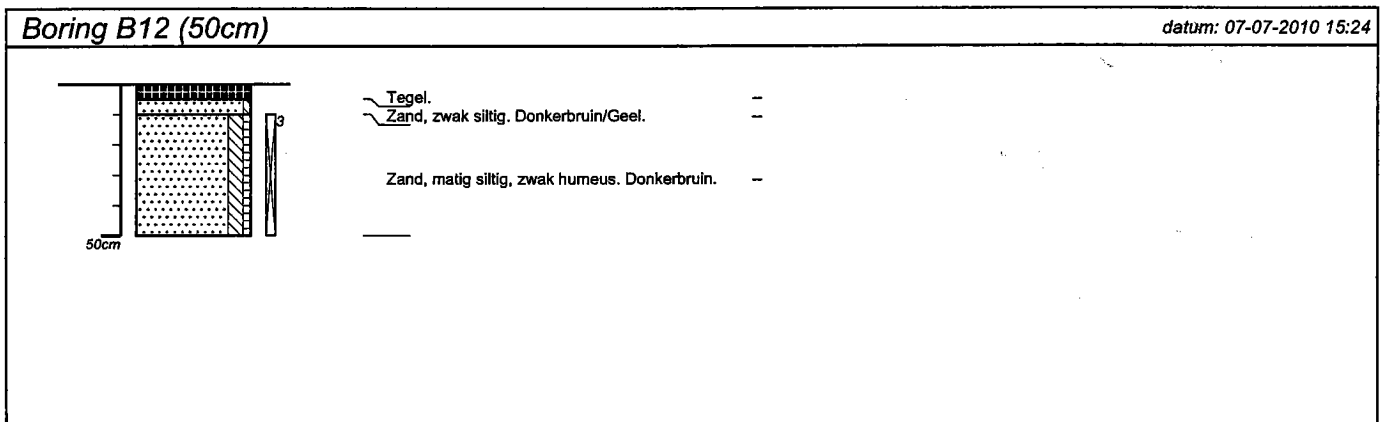 Boring B12 (50cm)
datum: 07-07-2010 15:24
Tegel. --
Zand, zwak siltig. Donkerbruin/Geel. --
3
Zand, matig siltig, zwak humeus. Donkerbruin. --
50cm